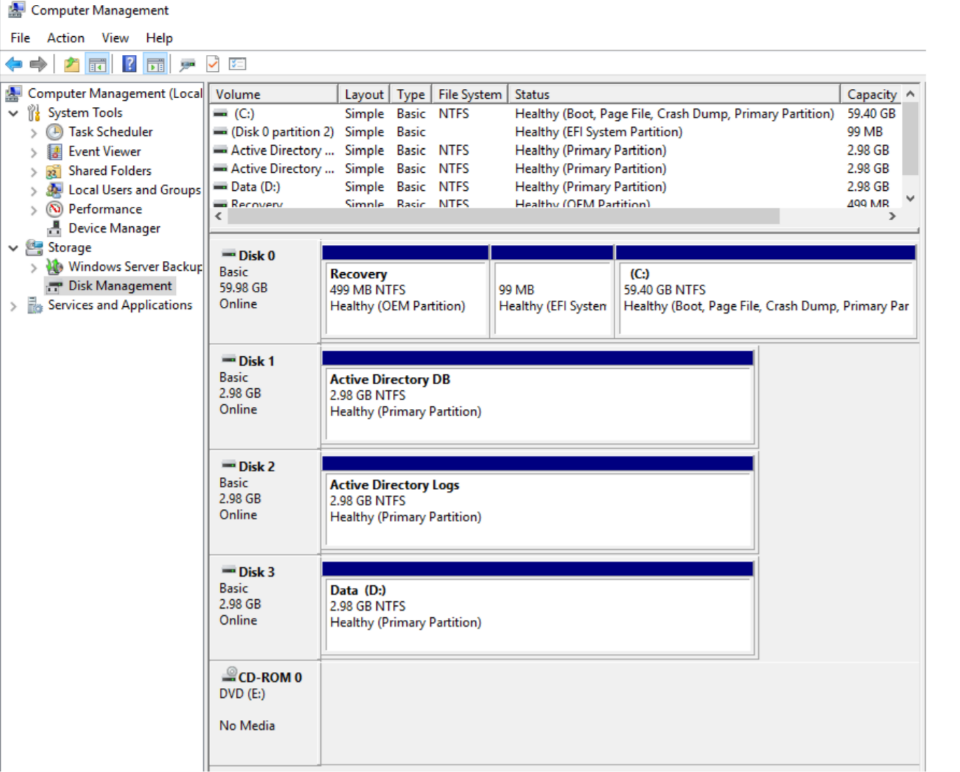 Computer Management
File Action View Help
Computer Management (Local
System Tools
Task Scheduler
Event Viewer
Shared Folders
Local Users and Groups
Performance
Device Manager
Storage
Windows Server Backup
Disk Management
Services and Applications
Volume Layout Type File System Status Capacity
(C:) Simple Basic NTFS Healthy (Boot, Page File, Crash Dump, Primary Partition) 59.40 GB
(Disk 0 partition 2) Simple Basic Healthy (EFI System Partition) 99 MB
Active Directory ... Simple Basic NTFS Healthy (Primary Partition) 2.98 GB
Active Directory ... Simple Basic NTFS Healthy (Primary Partition) 2.98 GB
Data (D:) Simple Basic NTFS Healthy (Primary Partition) 2.98 GB
Recovery Simple Basic NTFS Healthy (OEM Partition) 499 MB
Disk 0
Basic
59.98 GB
Online
Recovery
499 MB NTFS
Healthy (OEM Partition)
99 MB
Healthy (EFI System
(C:)
59.40 GB NTFS
Healthy (Boot, Page File, Crash Dump, Primary Par
Disk 1
Basic
2.98 GB
Online
Active Directory DB
2.98 GB NTFS
Healthy (Primary Partition)
Disk 2
Basic
2.98 GB
Online
Active Directory Logs
2.98 GB NTFS
Healthy (Primary Partition)
Disk 3
Basic
2.98 GB
Online
Data (D:)
2.98 GB NTFS
Healthy (Primary Partition)
CD-ROM 0
DVD (E:)
No Media